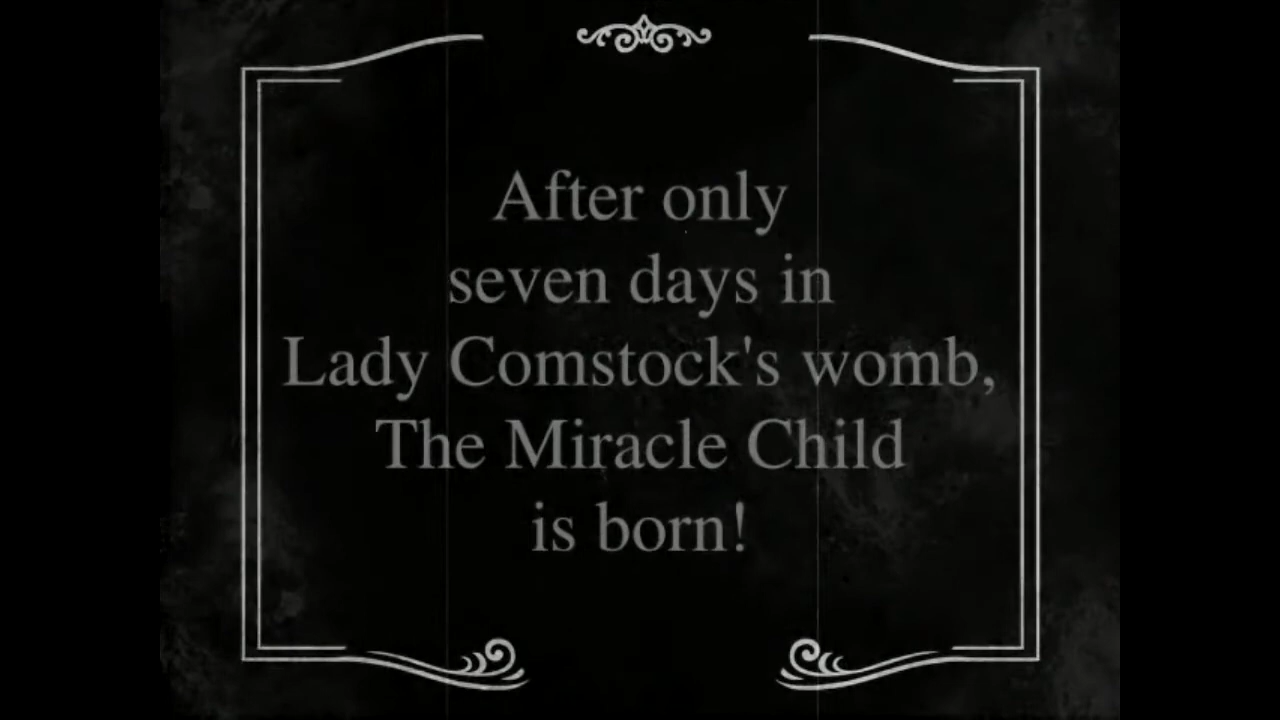 After only
seven days in
Lady Comstock's womb,
The Miracle Child
is born!